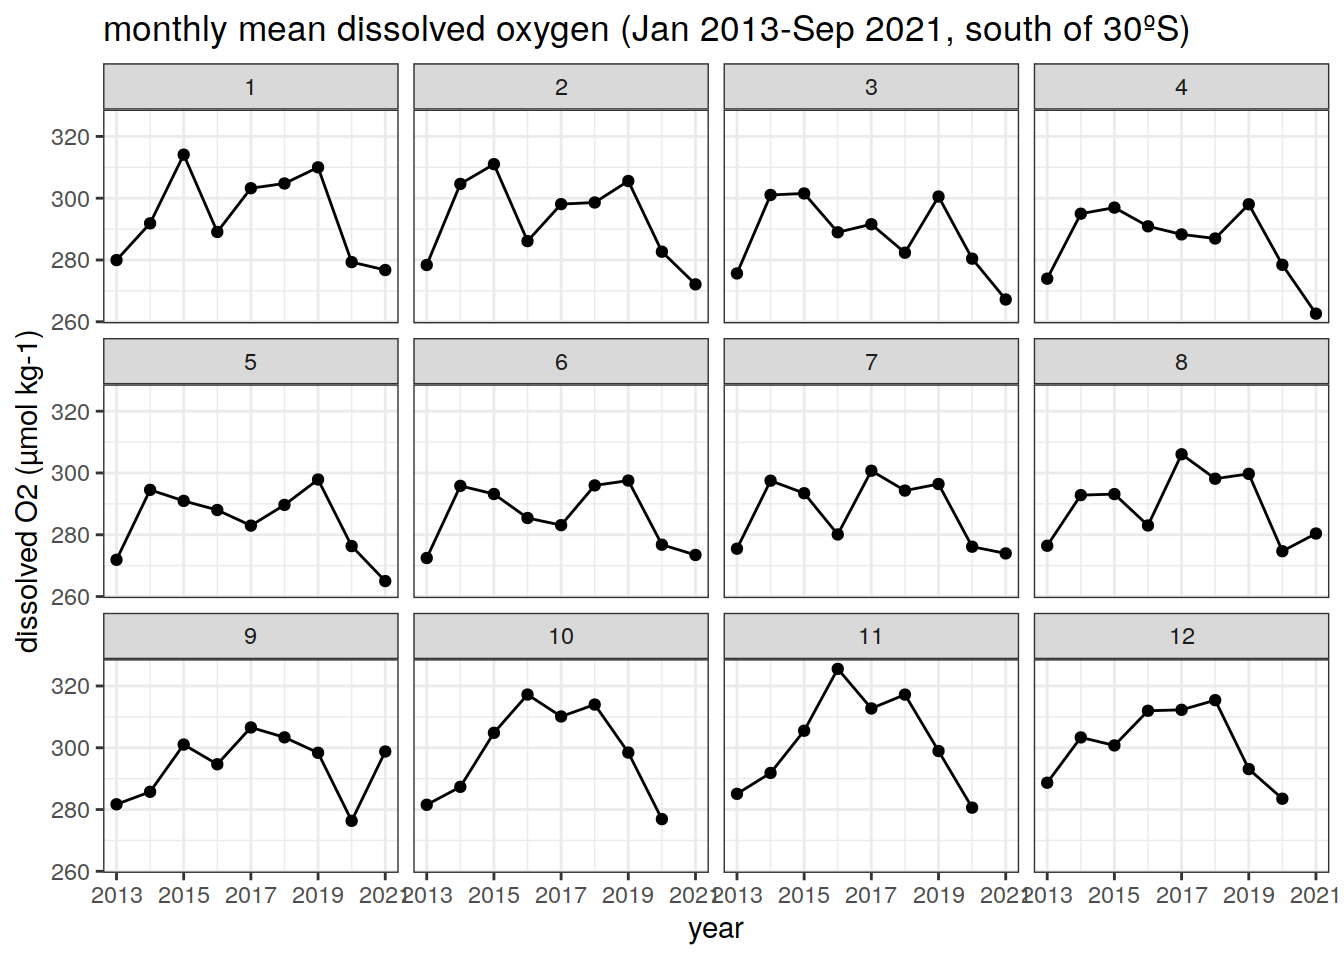 monthly mean dissolved oxygen (Jan 2013-Sep 2021, south of 30ºS)
1 2 3 4
320
300
280
260
5 6 7 8
320
300
280
260
9 10 11 12
320
300
280
260
2013 2015 2017 2019 2021 2013 2015 2017 2019 2021 2013 2015 2017 2019 2021 2013 2015 2017 2019 2021
year
dissolved O2 (µmol kg-1)